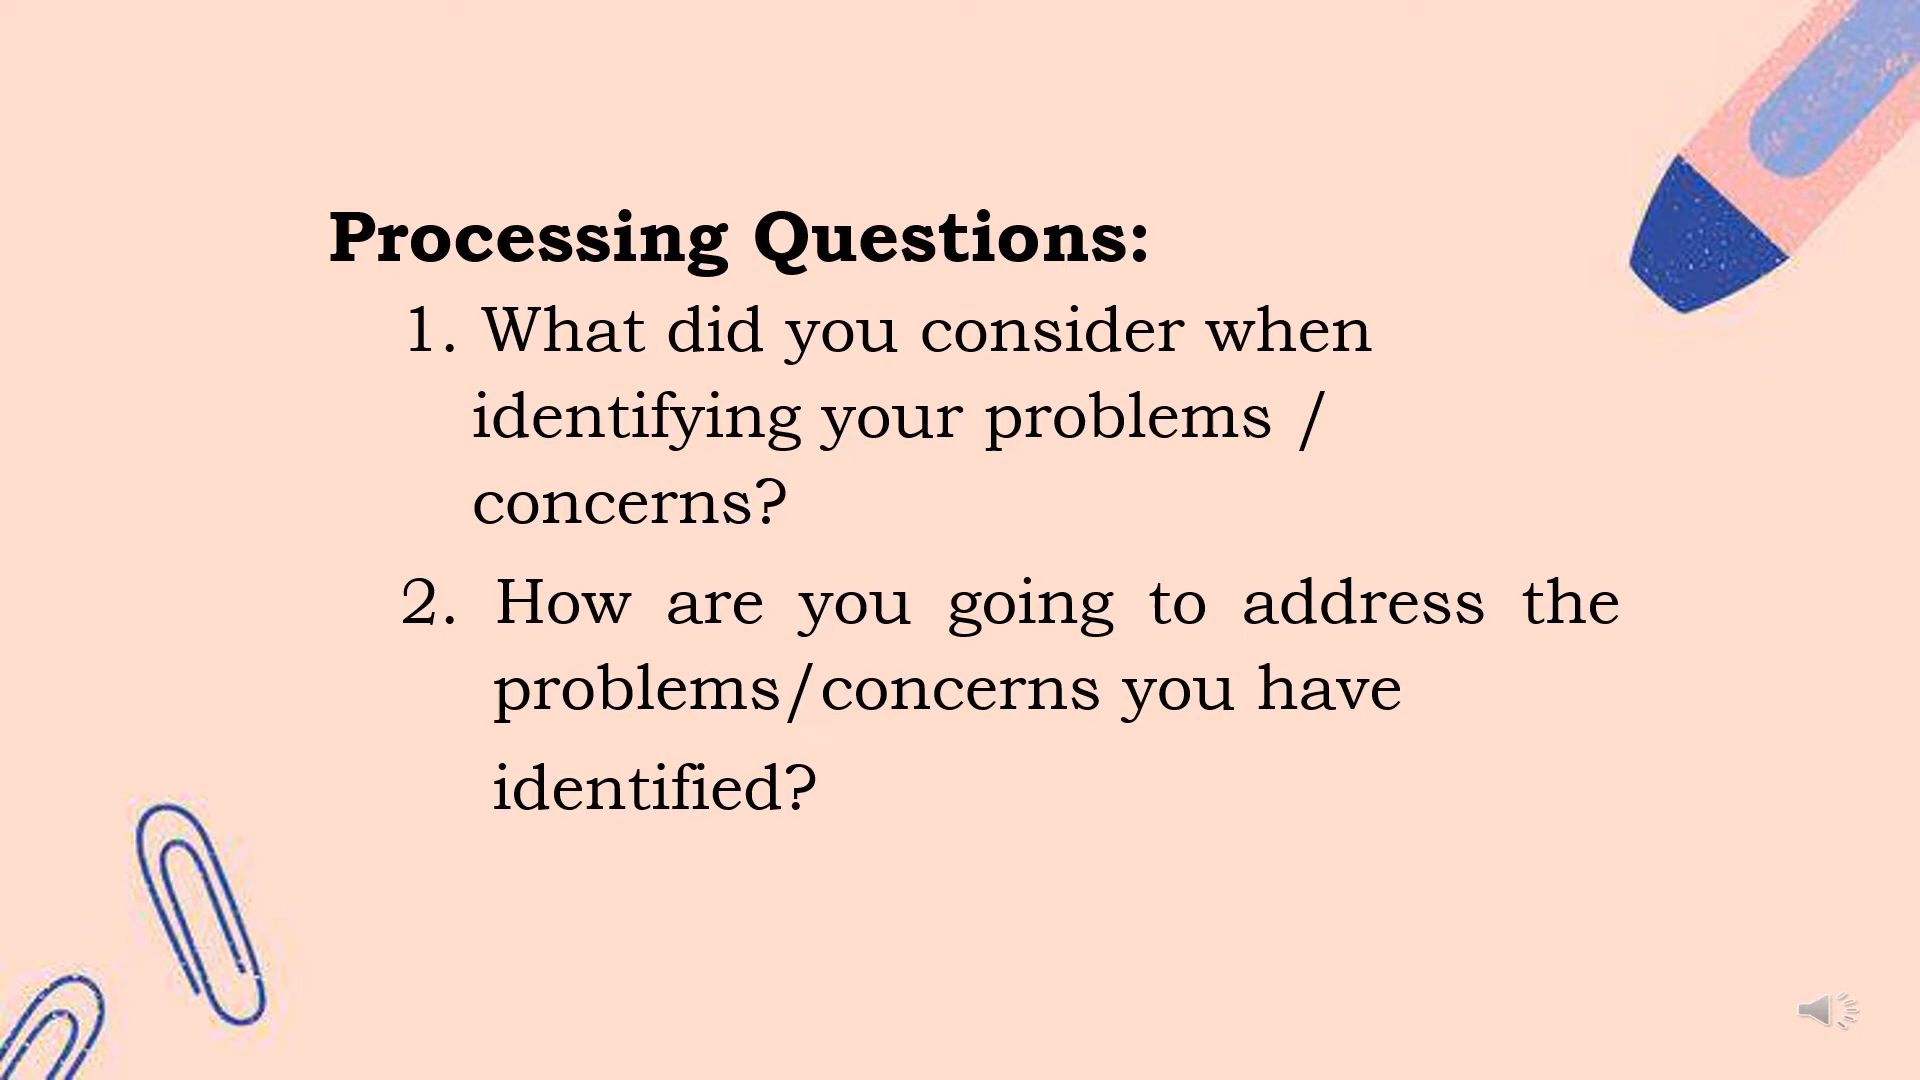 Processing Questions:
1. What did you consider when
identifying your problems /
concerns?
2. How are you going to address the
problems/concerns you have
identified?